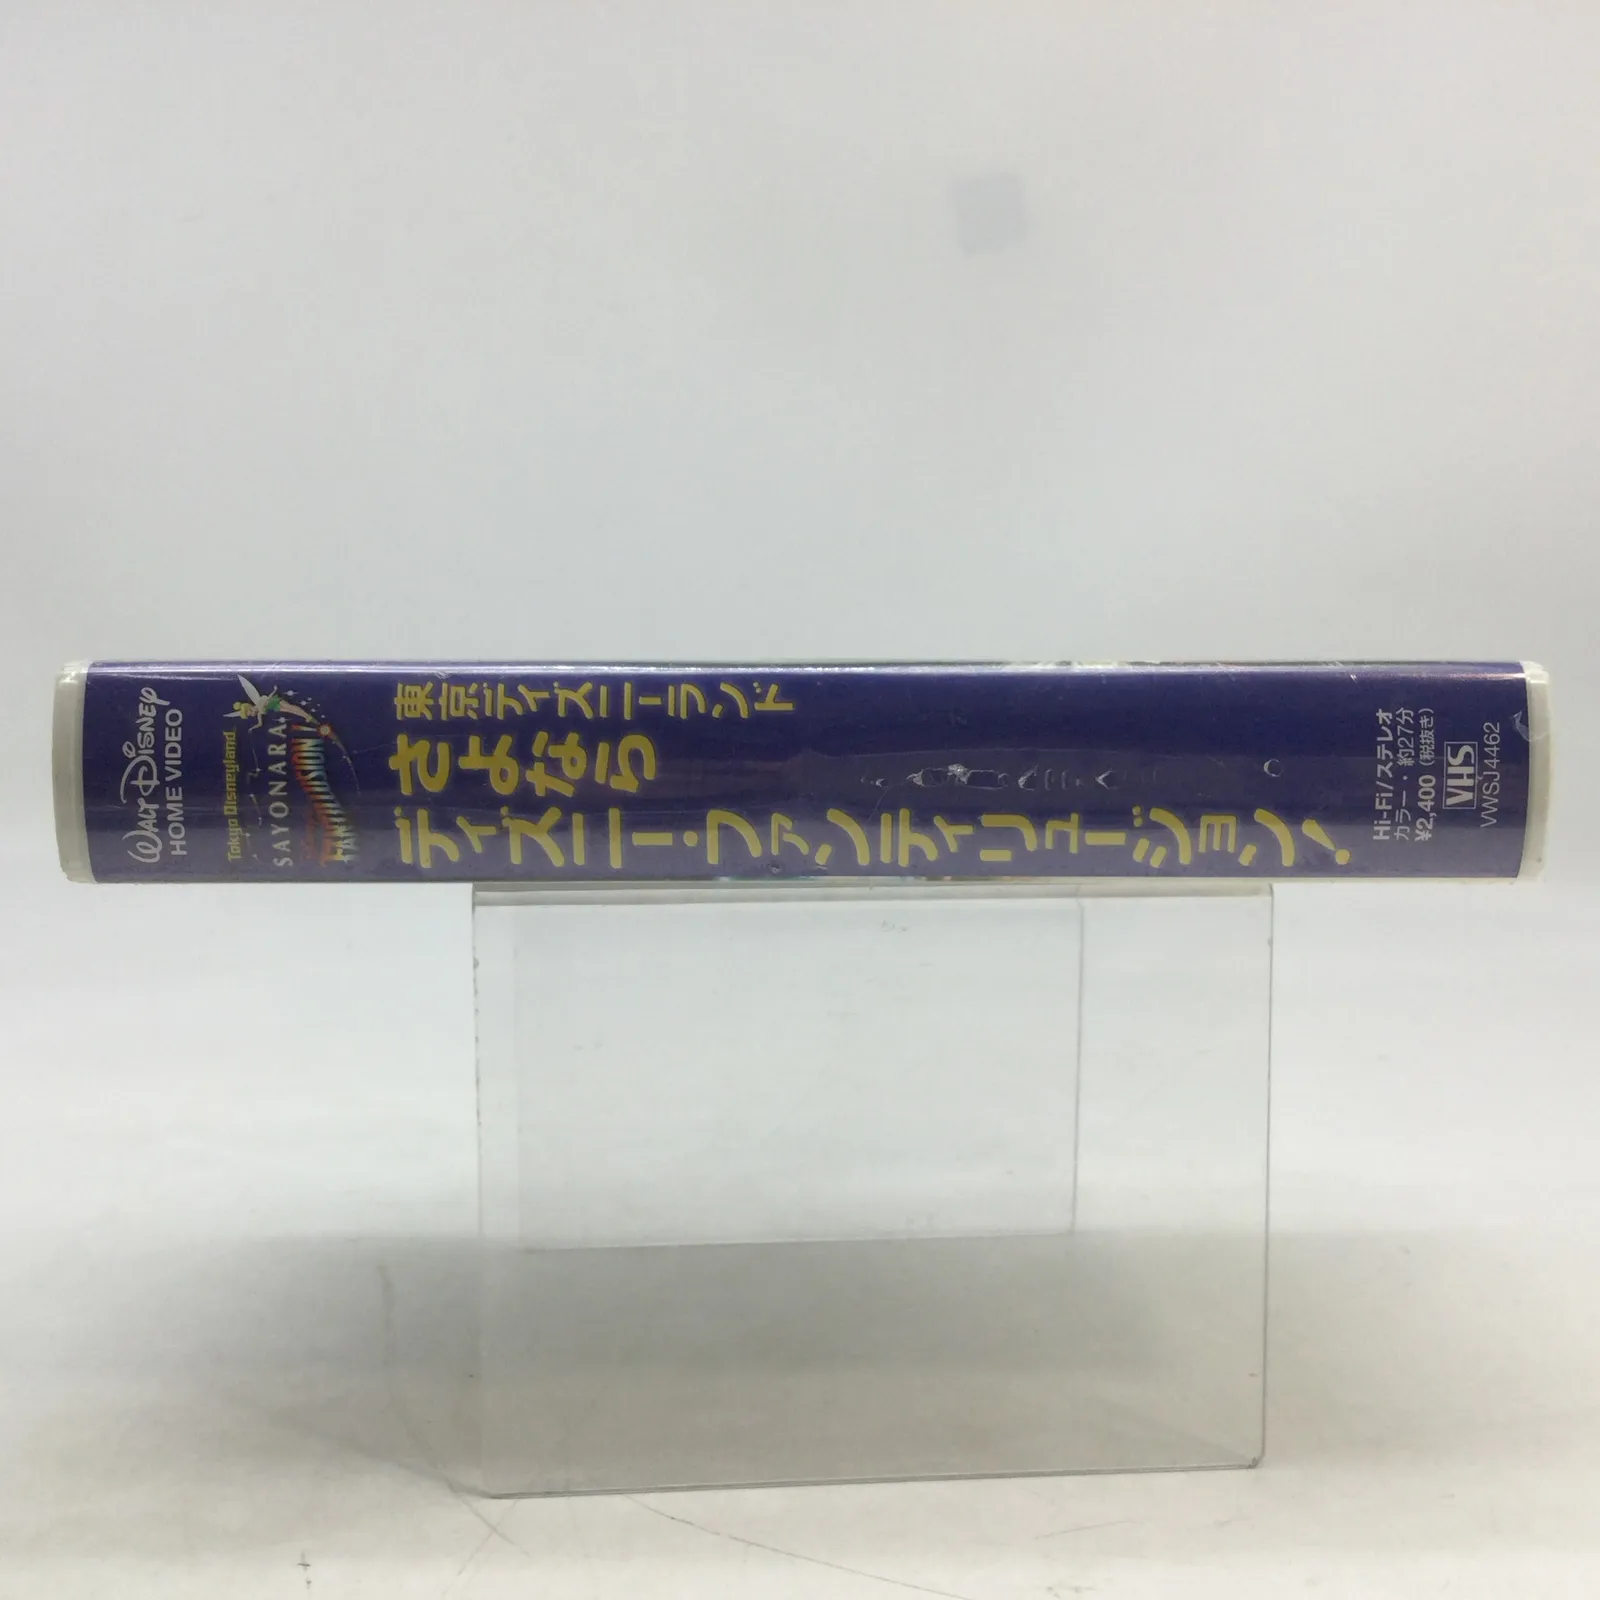 WALT DISNEY
HOME VIDEO
Tokyo Disneyland
SAYONARA
FANTILLUSION!
東京ディズニーランド
さよなら
ディズニー・ファンティリュージョン!
Hi-Fi/ステレオ
カラー・約27分
¥2,400(税抜き)
VHS
VWSJ4462